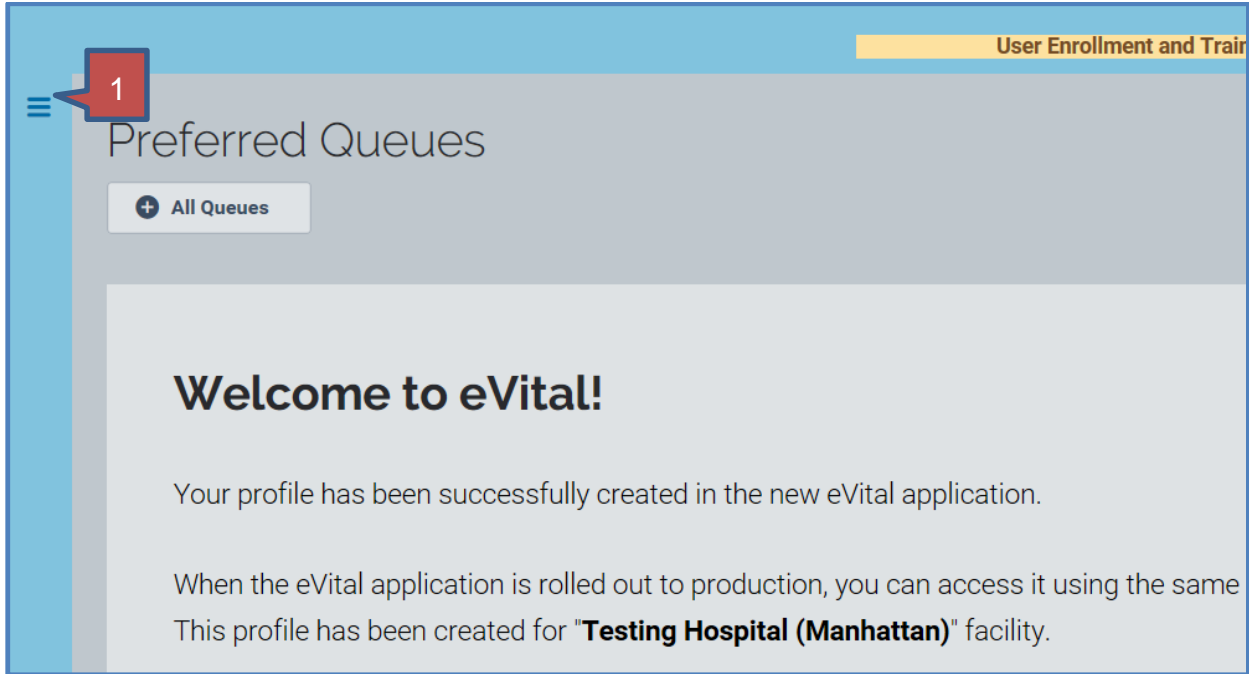 User Enrollment and Train
1
Preferred Queues
All Queues
Welcome to eVital!
Your profile has been successfully created in the new eVital application.
When the eVital application is rolled out to production, you can access it using the same
This profile has been created for "Testing Hospital (Manhattan)" facility.